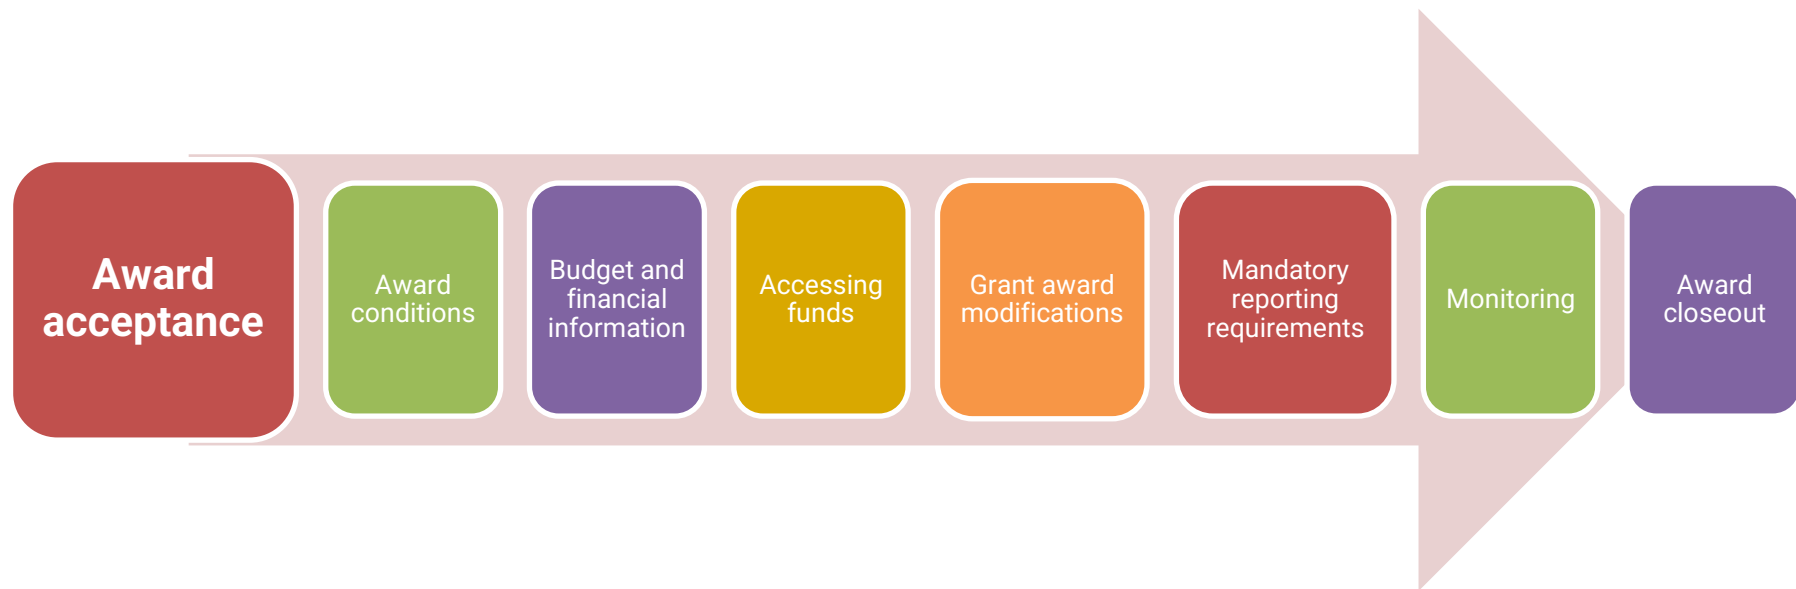 Award
acceptance
Award
conditions
Budget and
financial
information
Accessing
funds
Grant award
modifications
Mandatory
reporting
requirements
Monitoring
Award
closeout